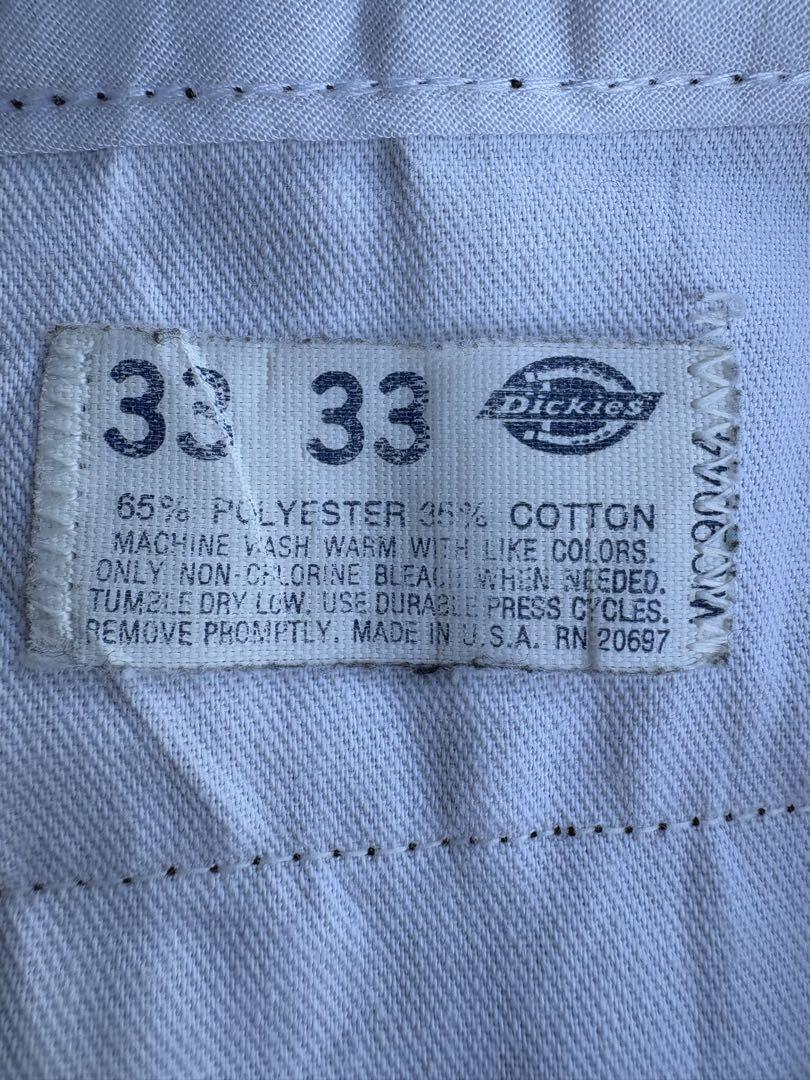 33 33 Dickies
65% POLYESTER 35% COTTON
MACHINE WASH WARM WITH LIKE COLORS.
ONLY NON-CHLORINE BLEACH WHEN NEEDED.
TUMBLE DRY LOW. USE DURABLE PRESS CYCLES.
REMOVE PROMPTLY. MADE IN U.S.A. RN 20697